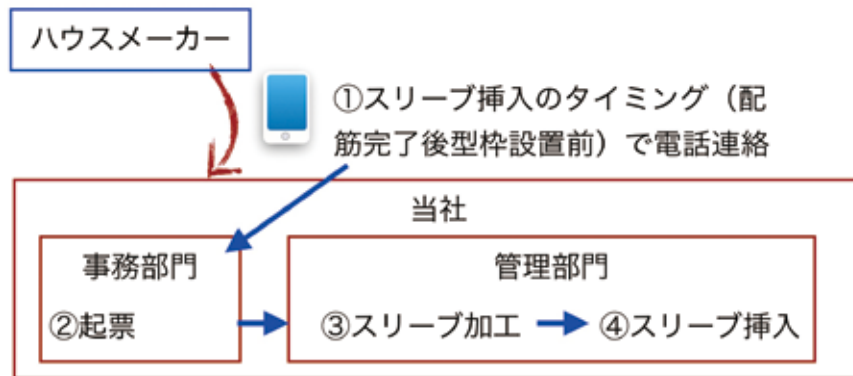 ハウスメーカー
①スリーブ挿入のタイミング（配
筋完了後型枠設置前）で電話連絡
当社
事務部門
管理部門
②起票
③スリーブ加工
④スリーブ挿入